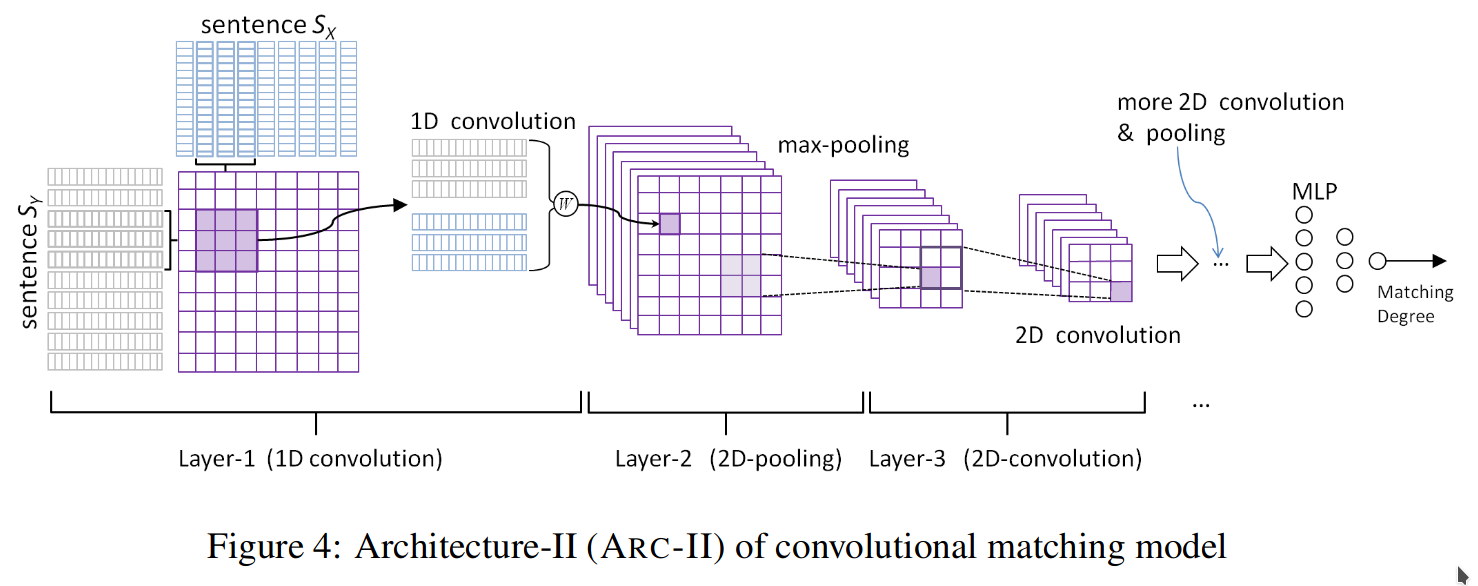 sentence S_X
sentence S_Y
1D convolution
W
max-pooling
2D convolution
more 2D convolution
& pooling
...
MLP
Matching
Degree
Layer-1 (1D convolution)
Layer-2 (2D-pooling)
Layer-3 (2D-convolution)
...
Figure 4: Architecture-II (ARC-II) of convolutional matching model